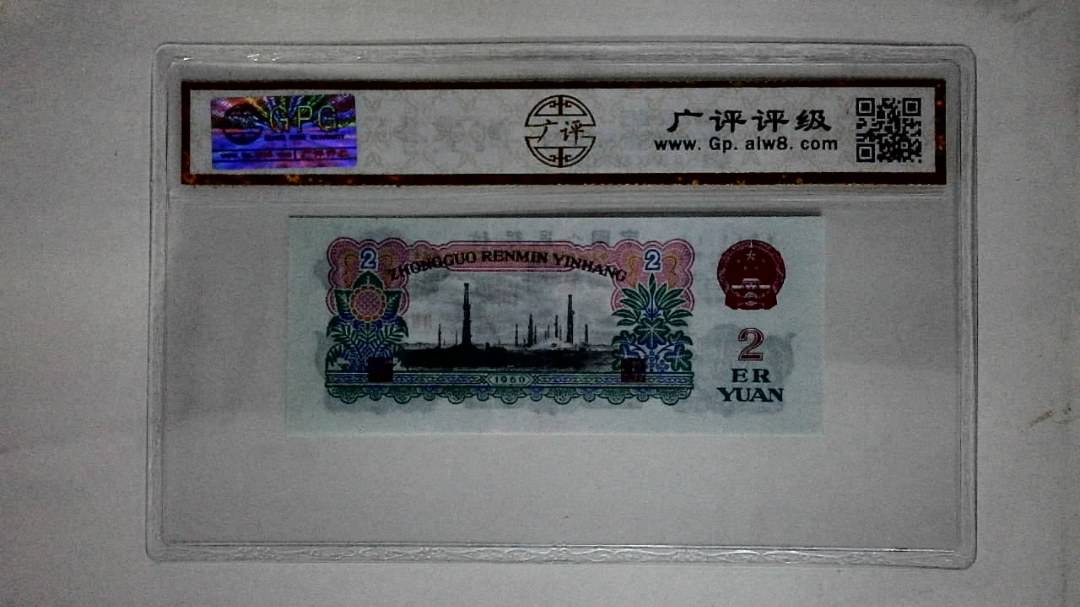 GPG
广评
广评评级
www. Gp. alw8. com
2
ZHONGGUO RENMIN YINHANG
2
1960
2
ER
YUAN